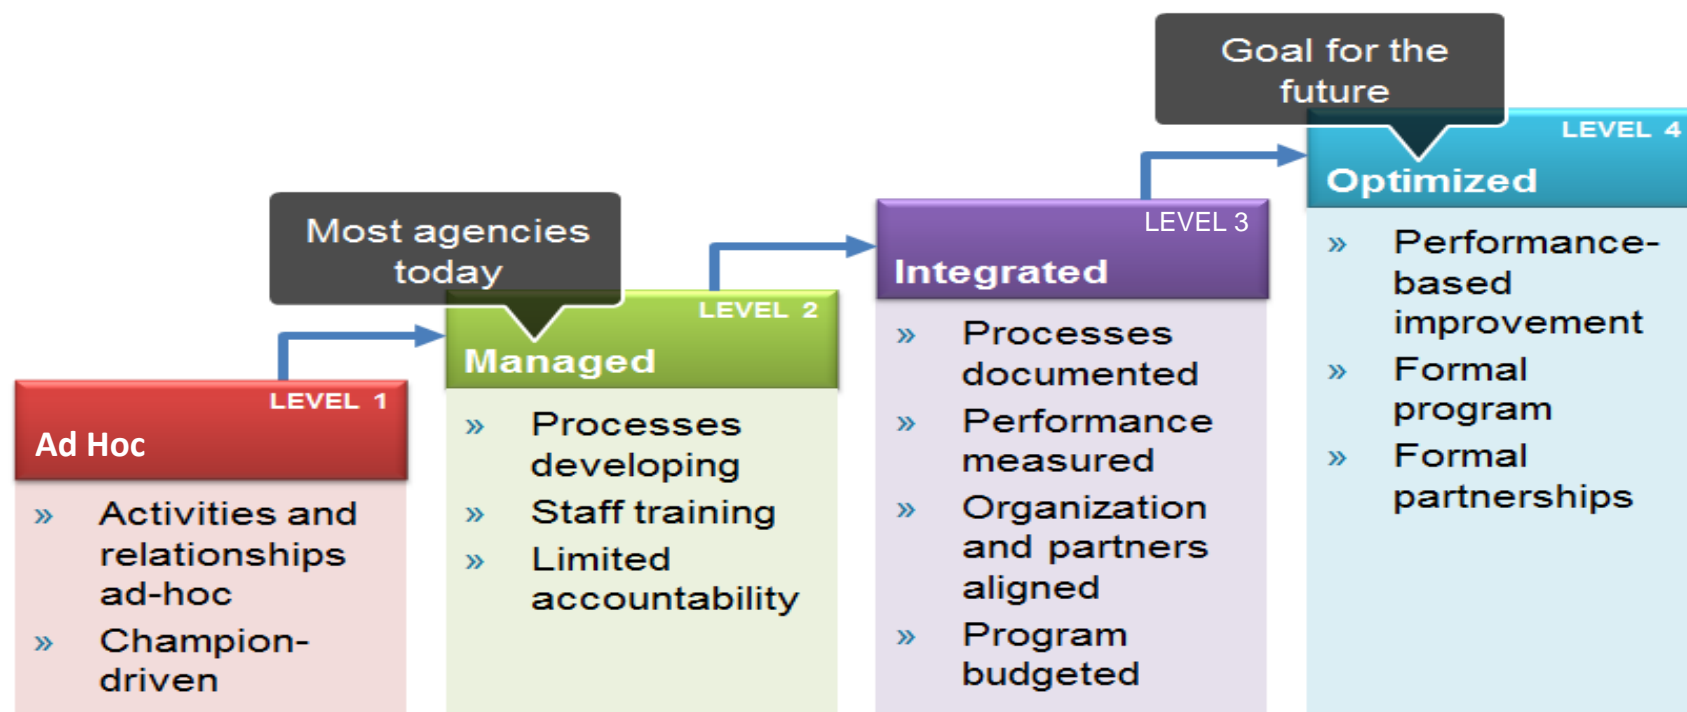 LEVEL 1
Ad Hoc
» Activities and
relationships
ad-hoc
» Champion-
driven
Most agencies
today
LEVEL 2
Managed
» Processes
developing
» Staff training
» Limited
accountability
LEVEL 3
Integrated
» Processes
documented
» Performance
measured
» Organization
and partners
aligned
» Program
budgeted
Goal for the
future
LEVEL 4
Optimized
» Performance-
based
improvement
» Formal
program
» Formal
partnerships